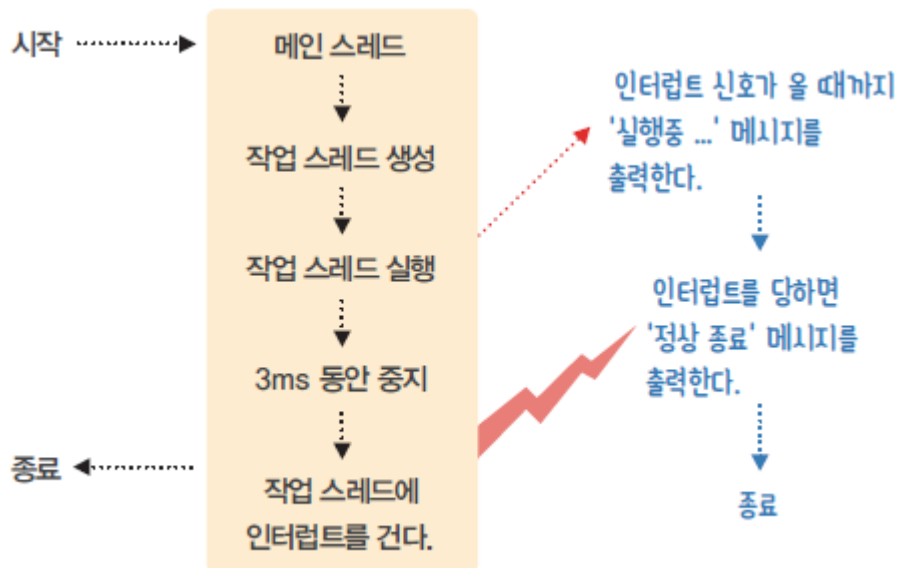 시작
메인 스레드
작업 스레드 생성
작업 스레드 실행
3ms 동안 중지
작업 스레드에
인터럽트를 건다.
종료
인터럽트 신호가 올 때까지
'실행중 ...' 메시지를
출력한다.
인터럽트를 당하면
'정상 종료' 메시지를
출력한다.
종료